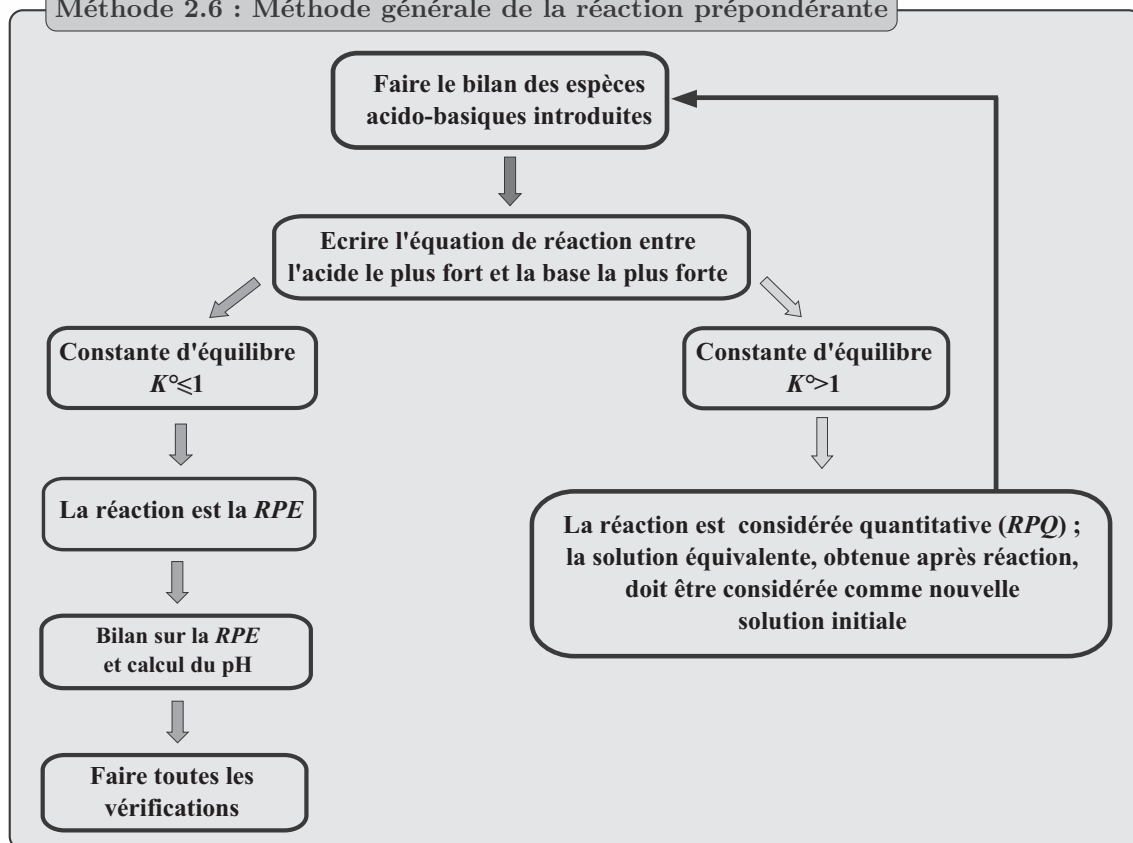 Méthode 2.6 : Méthode générale de la réaction prépondérante
Faire le bilan des espèces
acido-basiques introduites
Ecrire l'équation de réaction entre
l'acide le plus fort et la base la plus forte
Constante d'équilibre
K°⩽1
Constante d'équilibre
K°>1
La réaction est la RPE
La réaction est considérée quantitative (RPQ) ;
la solution équivalente, obtenue après réaction,
doit être considérée comme nouvelle
solution initiale
Bilan sur la RPE
et calcul du pH
Faire toutes les
vérifications